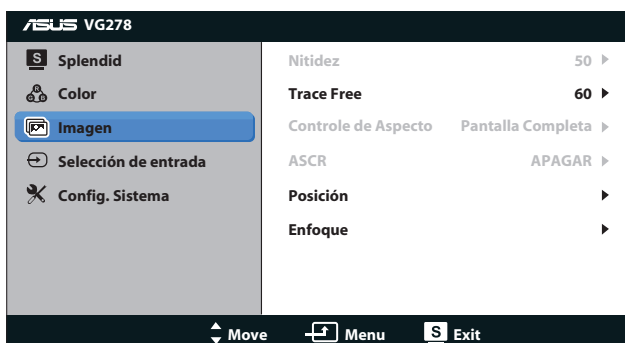 ASUS VG278
S Splendid
Color
Imagen
Selección de entrada
Config. Sistema
Nitidez 50
Trace Free 60
Controle de Aspecto Pantalla Completa
ASCR APAGAR
Posición
Enfoque
Move Menu S Exit